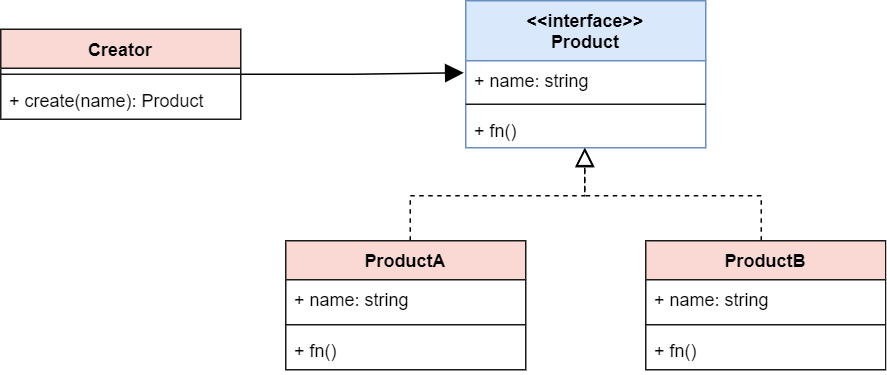 Creator
+ create(name): Product
<<interface>>
Product
+ name: string
+ fn()
ProductA
+ name: string
+ fn()
ProductB
+ name: string
+ fn()